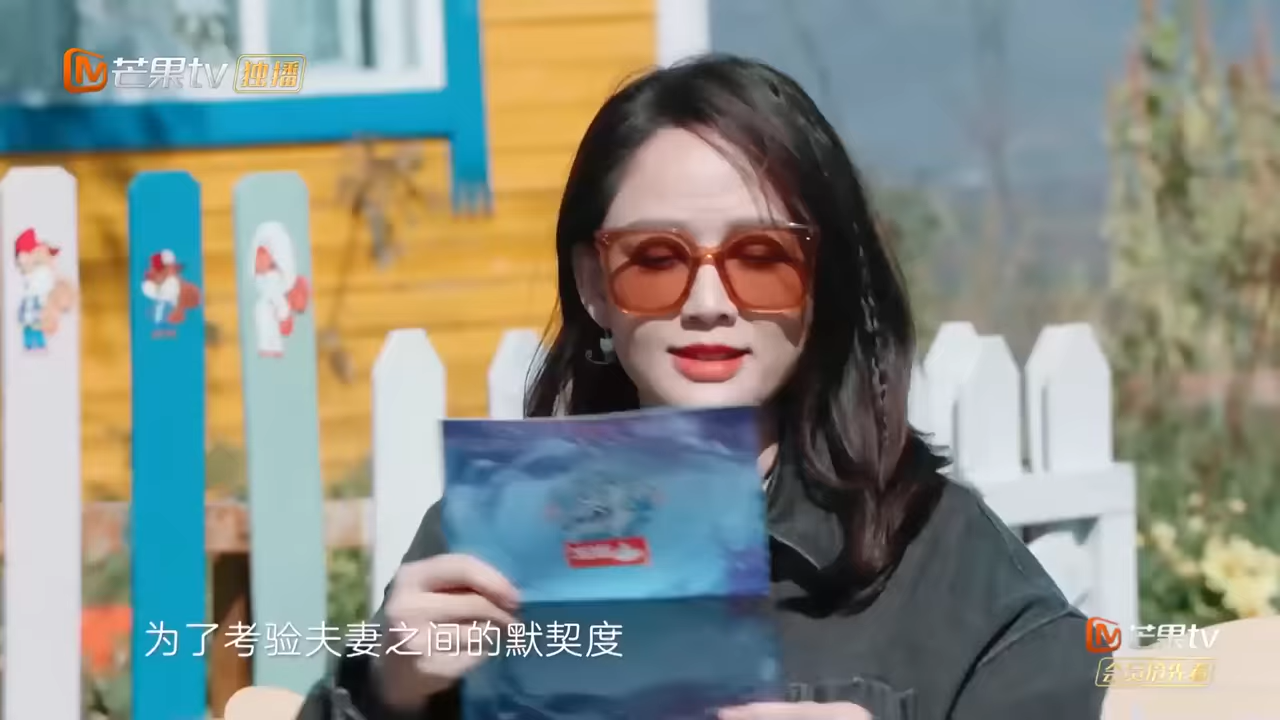 芒果tv 独播
为了考验夫妻之间的默契度
芒果tv
会员抢先看